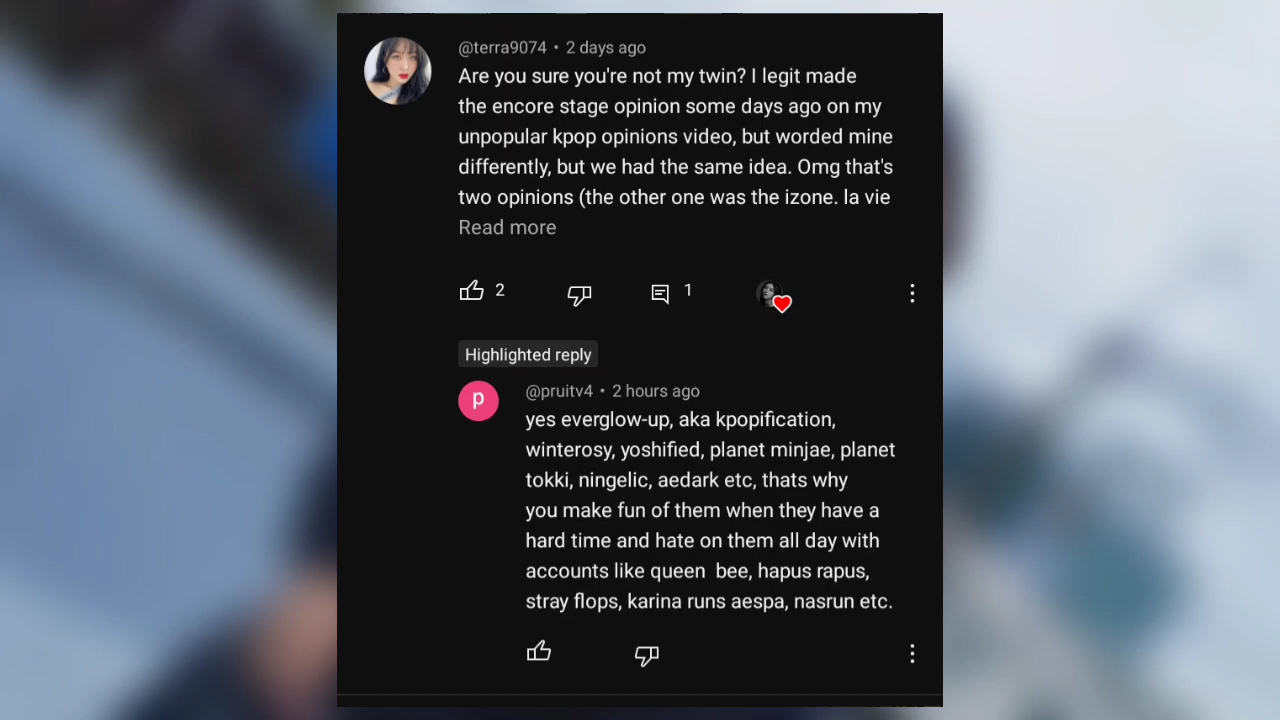 @terra9074 • 2 days ago
Are you sure you're not my twin? I legit made
the encore stage opinion some days ago on my
unpopular kpop opinions video, but worded mine
differently, but we had the same idea. Omg that's
two opinions (the other one was the izone. la vie
Read more
2
1
Highlighted reply
p
@pruitv4 • 2 hours ago
yes everglow-up, aka kpopification,
winterosy, yoshified, planet minjae, planet
tokki, ningelic, aedark etc, thats why
you make fun of them when they have a
hard time and hate on them all day with
accounts like queen  bee, hapus rapus,
stray flops, karina runs aespa, nasrun etc.